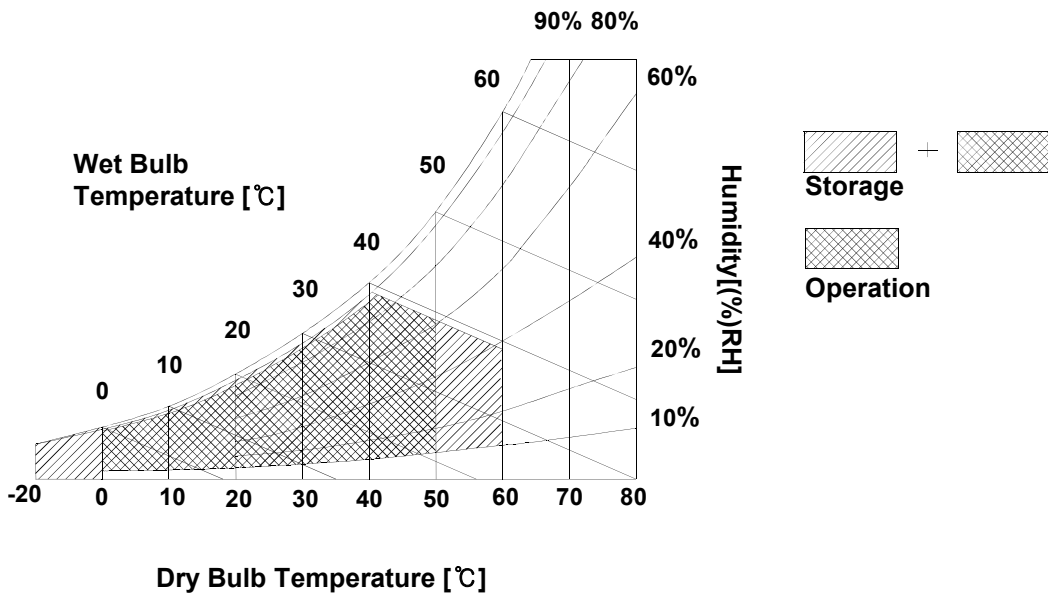 90% 80%
60
60%
Wet Bulb
Temperature [℃]
50
40
40%
30
20
10
0
20%
10%
Humidity[(%)RH]
-20 0 10 20 30 40 50 60 70 80
Dry Bulb Temperature [℃]
+
Storage
Operation